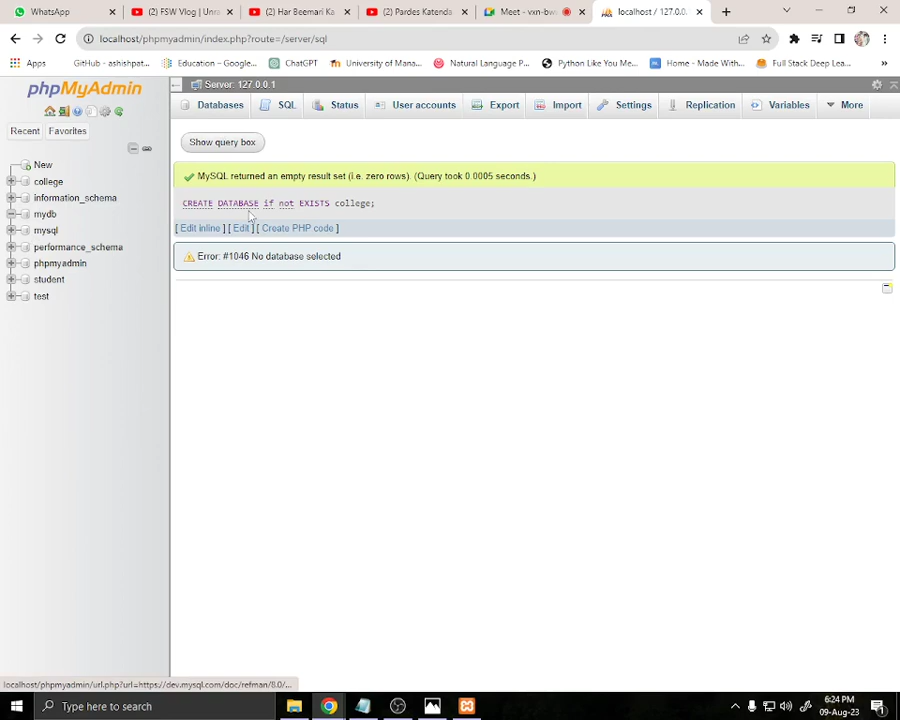 WhatsApp
(2) FSW Vlog | Unra
(2) Har Beemari Ka
(2) Pardes Katenda
Meet - vxn-bwv
localhost / 127.0.0.
localhost/phpmyadmin/index.php?route=/server/sql
Apps
GitHub - ashishpat...
Education – Google...
ChatGPT
University of Mana...
Natural Language P...
Python Like You Me...
Home - Made With...
Full Stack Deep Lea...
»
phpMyAdmin
Recent
Favorites
New
college
information_schema
mydb
mysql
performance_schema
phpmyadmin
student
test
Server: 127.0.0.1
Databases
SQL
Status
User accounts
Export
Import
Settings
Replication
Variables
More
Show query box
MySQL returned an empty result set (i.e. zero rows). (Query took 0.0005 seconds.)
CREATE DATABASE if not EXISTS college;
[ Edit inline ] [ Edit ] [ Create PHP code ]
Error: #1046 No database selected
localhost/phpmyadmin/url.php?url=https://dev.mysql.com/doc/refman/8.0/...
Type here to search
6:24 PM
09-Aug-23